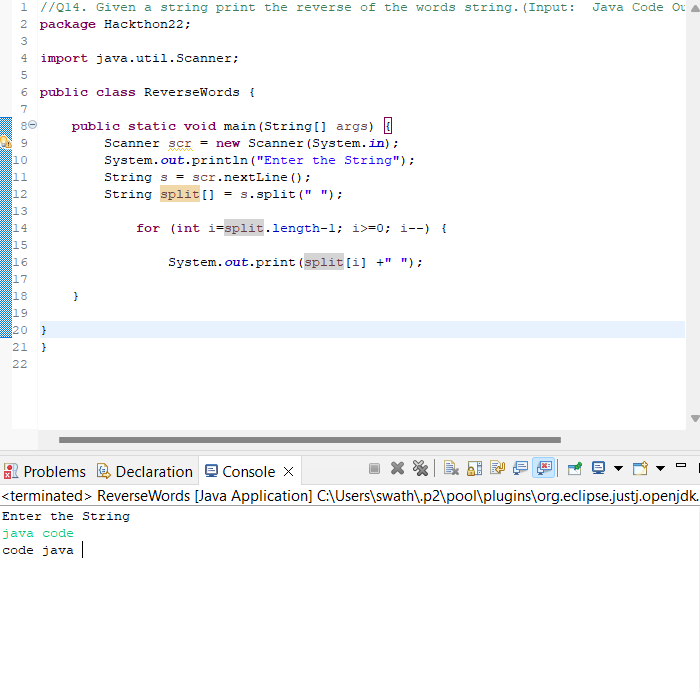 1 //Q14. Given a string print the reverse of the words string.(Input:  Java Code Ou
2 package Hackthon22;
3
4 import java.util.Scanner;
5
6 public class ReverseWords {
7
8     public static void main(String[] args) {
9         Scanner scr = new Scanner(System.in);
10         System.out.println("Enter the String");
11         String s = scr.nextLine();
12         String split[] = s.split(" ");
13
14             for (int i=split.length-1; i>=0; i--) {
15
16                 System.out.print(split[i] +" ");
17
18     }
19
20 }
21 }
22
Problems Declaration Console
<terminated> ReverseWords [Java Application] C:\Users\swath\.p2\pool\plugins\org.eclipse.justj.openjdk.
Enter the String
java code
code java